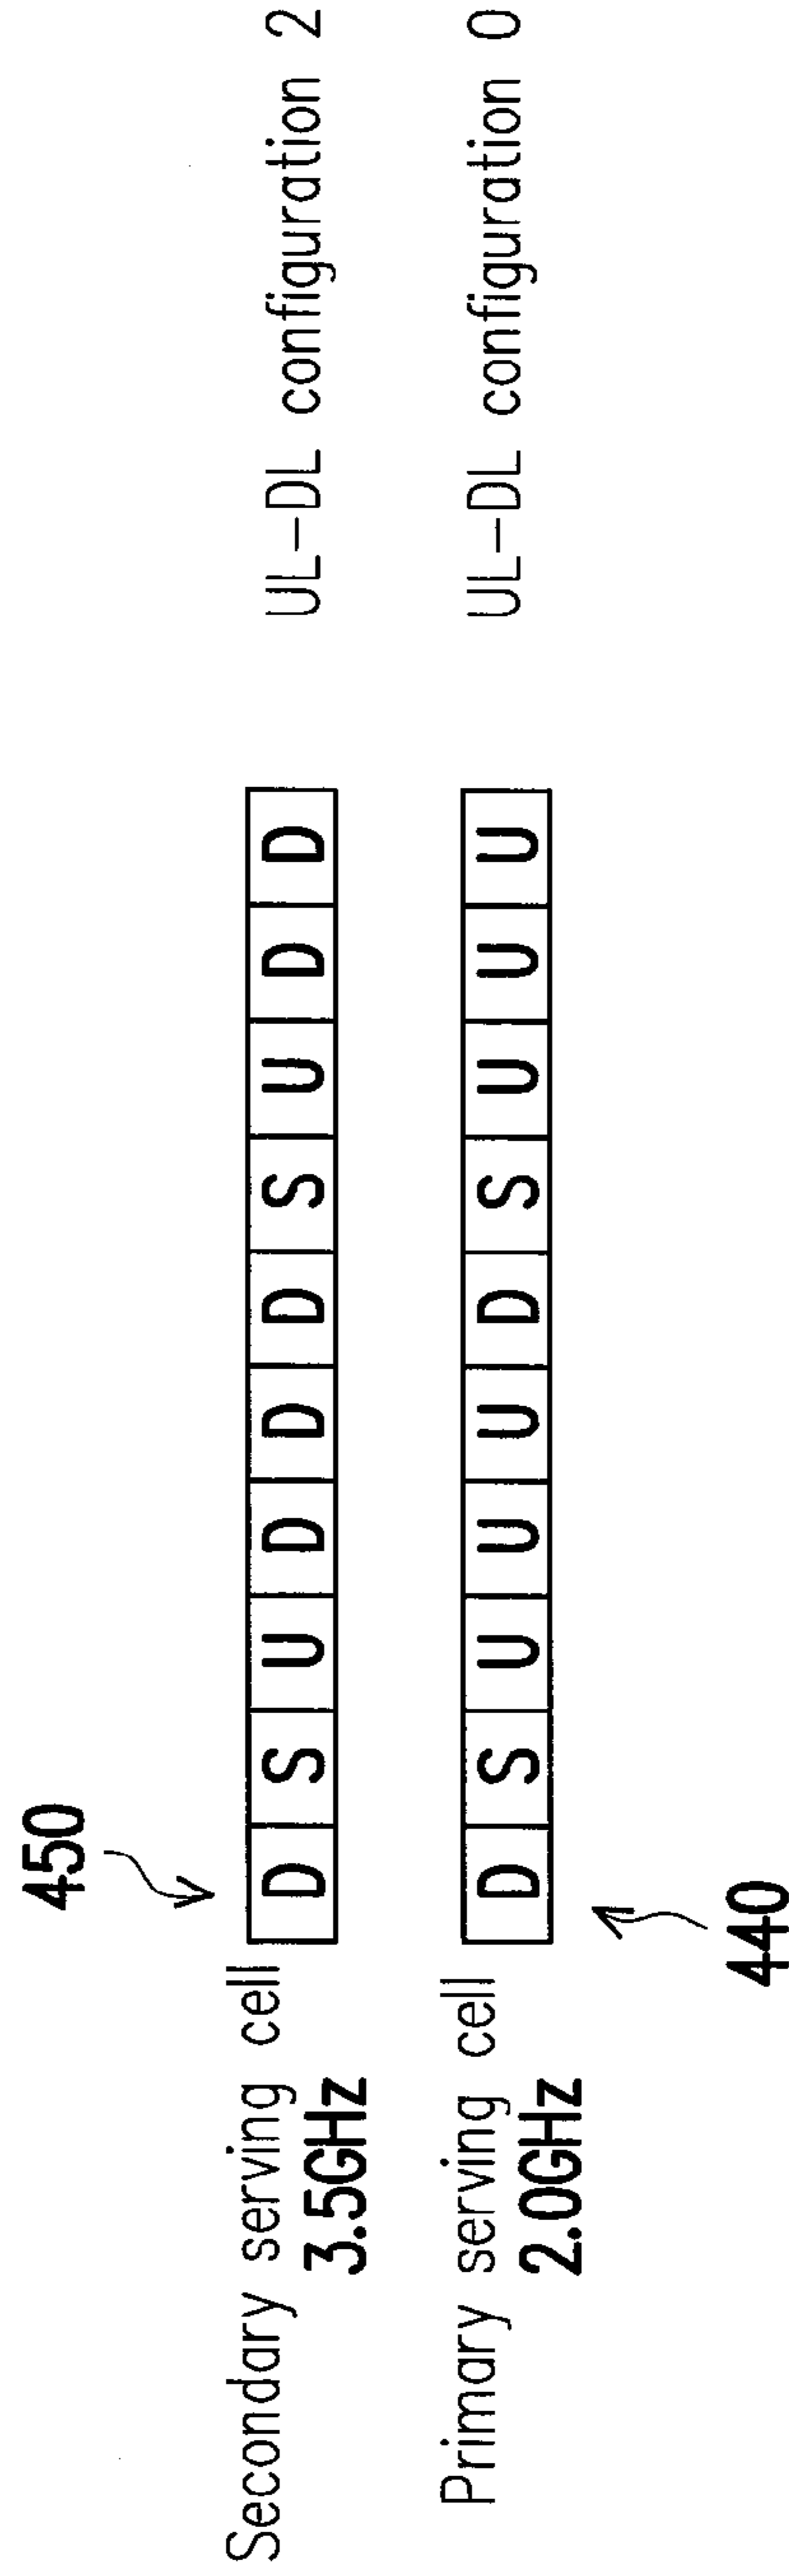 450
Secondary serving cell D S U D D D S U D D UL-DL configuration 2
3.5GHz
Primary serving cell D S U U U D S U U U UL-DL configuration 0
2.0GHz
440